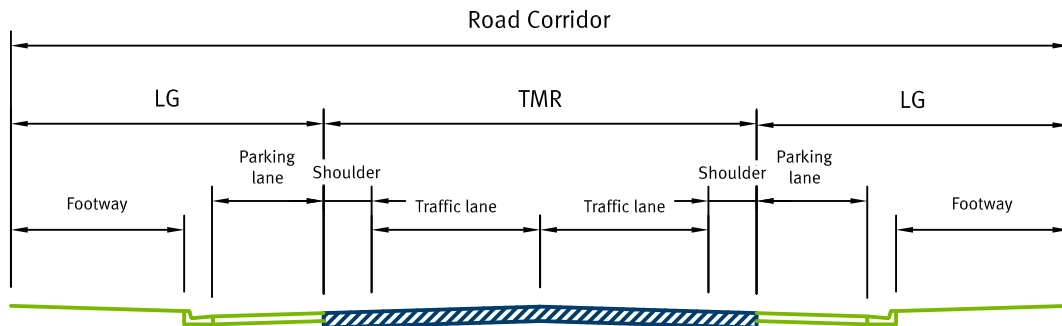 Road Corridor
LG
TMR
LG
Parking
lane
Shoulder
Shoulder
Parking
lane
Footway
Traffic lane
Traffic lane
Footway